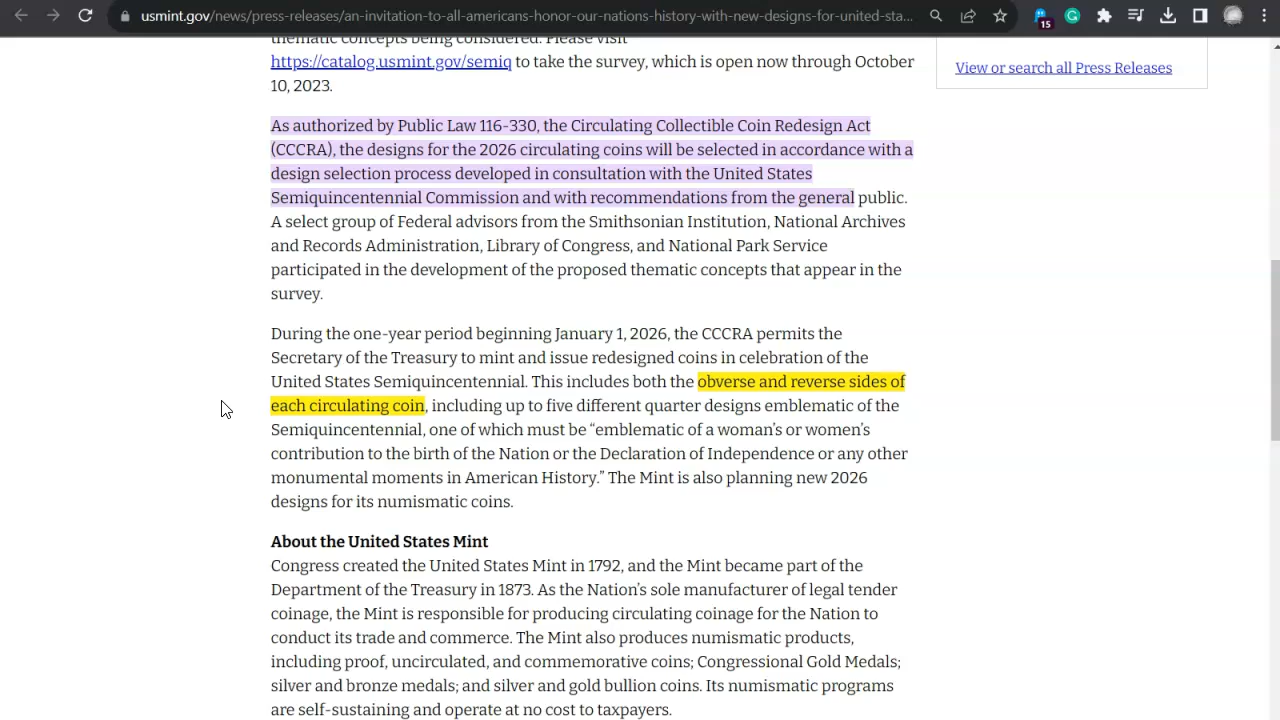 usmint.gov/news/press-releases/an-invitation-to-all-americans-honor-our-nations-history-with-new-designs-for-united-sta...
15
thematic concepts being considered. Please visit
https://catalog.usmint.gov/semiq to take the survey, which is open now through October
10, 2023.
View or search all Press Releases
As authorized by Public Law 116-330, the Circulating Collectible Coin Redesign Act
(CCCRA), the designs for the 2026 circulating coins will be selected in accordance with a
design selection process developed in consultation with the United States
Semiquincentennial Commission and with recommendations from the general public.
A select group of Federal advisors from the Smithsonian Institution, National Archives
and Records Administration, Library of Congress, and National Park Service
participated in the development of the proposed thematic concepts that appear in the
survey.
During the one-year period beginning January 1, 2026, the CCCRA permits the
Secretary of the Treasury to mint and issue redesigned coins in celebration of the
United States Semiquincentennial. This includes both the obverse and reverse sides of
each circulating coin, including up to five different quarter designs emblematic of the
Semiquincentennial, one of which must be “emblematic of a woman’s or women’s
contribution to the birth of the Nation or the Declaration of Independence or any other
monumental moments in American History.” The Mint is also planning new 2026
designs for its numismatic coins.
About the United States Mint
Congress created the United States Mint in 1792, and the Mint became part of the
Department of the Treasury in 1873. As the Nation’s sole manufacturer of legal tender
coinage, the Mint is responsible for producing circulating coinage for the Nation to
conduct its trade and commerce. The Mint also produces numismatic products,
including proof, uncirculated, and commemorative coins; Congressional Gold Medals;
silver and bronze medals; and silver and gold bullion coins. Its numismatic programs
are self-sustaining and operate at no cost to taxpayers.